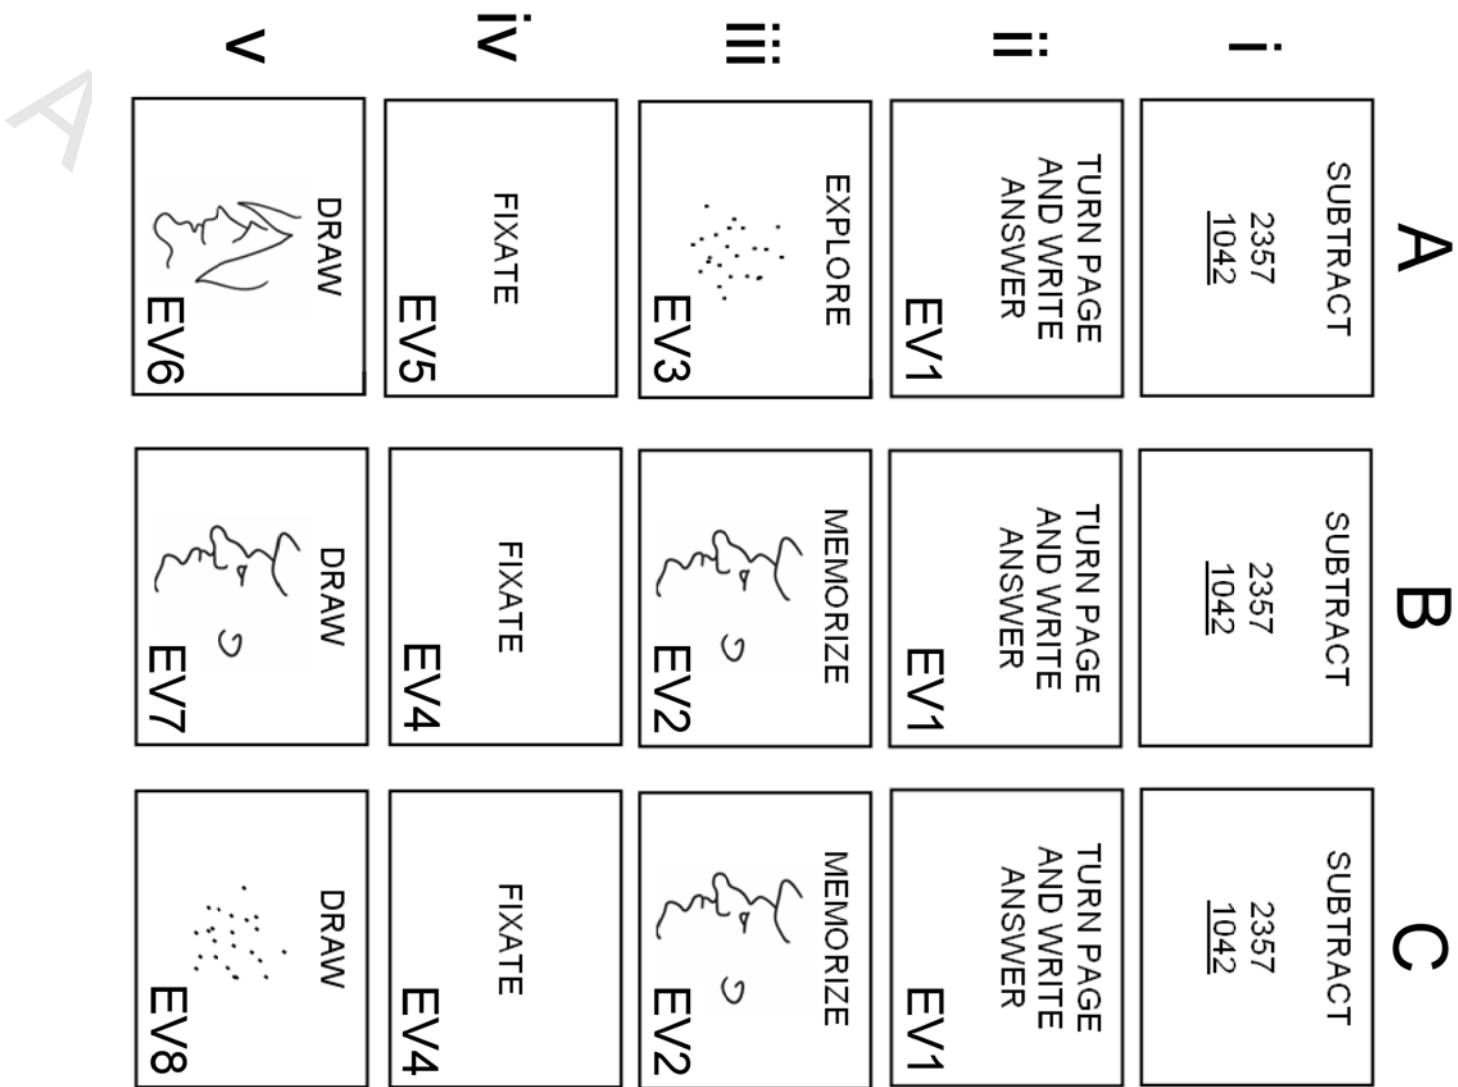 A
B
C
i
SUBTRACT
2357
1042
SUBTRACT
2357
1042
SUBTRACT
2357
1042
ii
TURN PAGE
AND WRITE
ANSWER
EV1
TURN PAGE
AND WRITE
ANSWER
EV1
TURN PAGE
AND WRITE
ANSWER
EV1
iii
EXPLORE
EV3
MEMORIZE
EV2
MEMORIZE
EV2
iv
FIXATE
EV5
FIXATE
EV4
FIXATE
EV4
v
DRAW
EV6
DRAW
EV7
DRAW
EV8
A